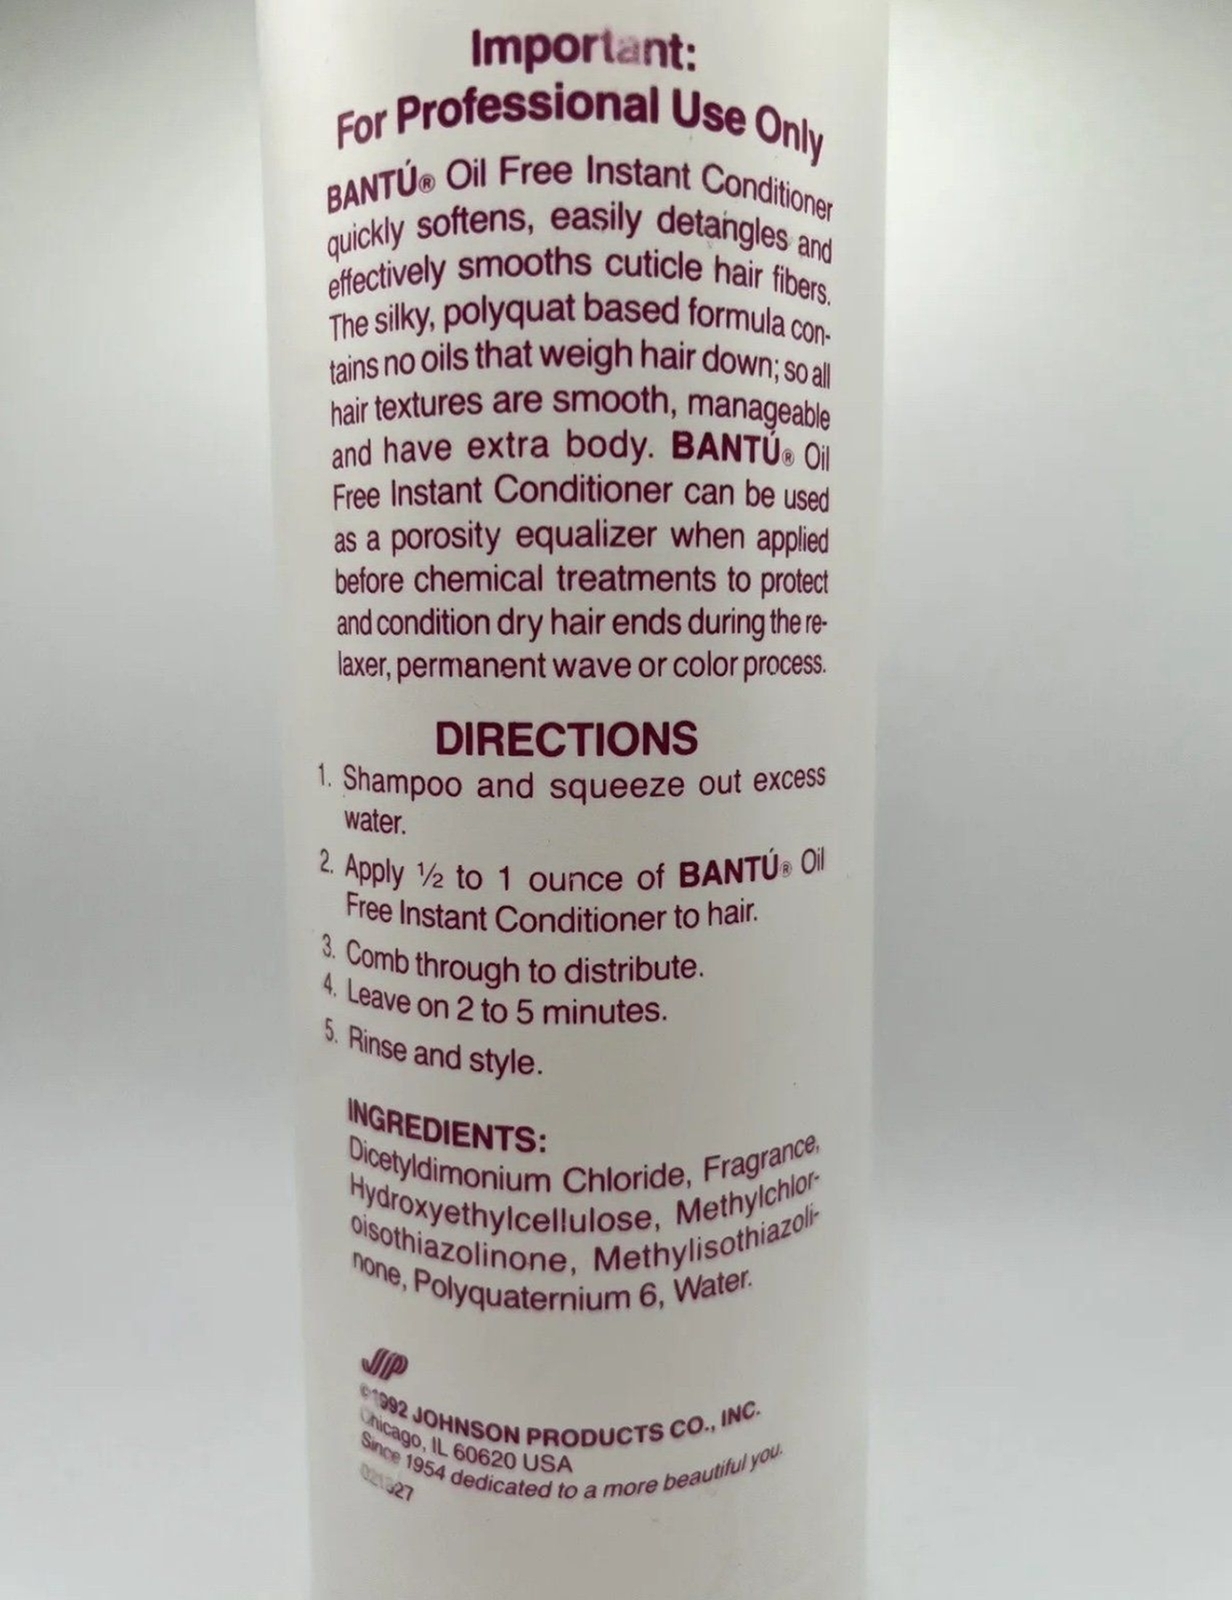 Important:
For Professional Use Only
BANTÚ® Oil Free Instant Conditioner
quickly softens, easily detangles and
effectively smooths cuticle hair fibers.
The silky, polyquat based formula con-
tains no oils that weigh hair down; so all
hair textures are smooth, manageable
and have extra body. BANTÚ® Oil
Free Instant Conditioner can be used
as a porosity equalizer when applied
before chemical treatments to protect
and condition dry hair ends during the re-
laxer, permanent wave or color process.
DIRECTIONS
1. Shampoo and squeeze out excess
water.
2. Apply ½ to 1 ounce of BANTÚ® Oil
Free Instant Conditioner to hair.
3. Comb through to distribute.
4. Leave on 2 to 5 minutes.
5. Rinse and style.
INGREDIENTS:
Dicetyldimonium Chloride, Fragrance,
Hydroxyethylcellulose, Methylchlor-
oisothiazolinone, Methylisothiazoli-
none, Polyquaternium 6, Water.
JP
©1992 JOHNSON PRODUCTS CO., INC.
Chicago, IL 60620 USA
Since 1954 dedicated to a more beautiful you.